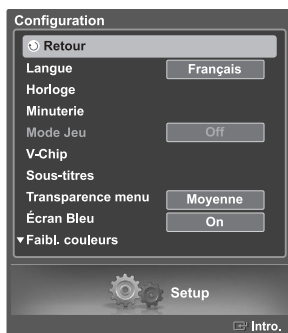 Configuration
Retour
Langue Français
Horloge
Minuterie
Mode Jeu Off
V-Chip
Sous-titres
Transparence menu Moyenne
Écran Bleu On
▼Faibl. couleurs
Setup
Intro.